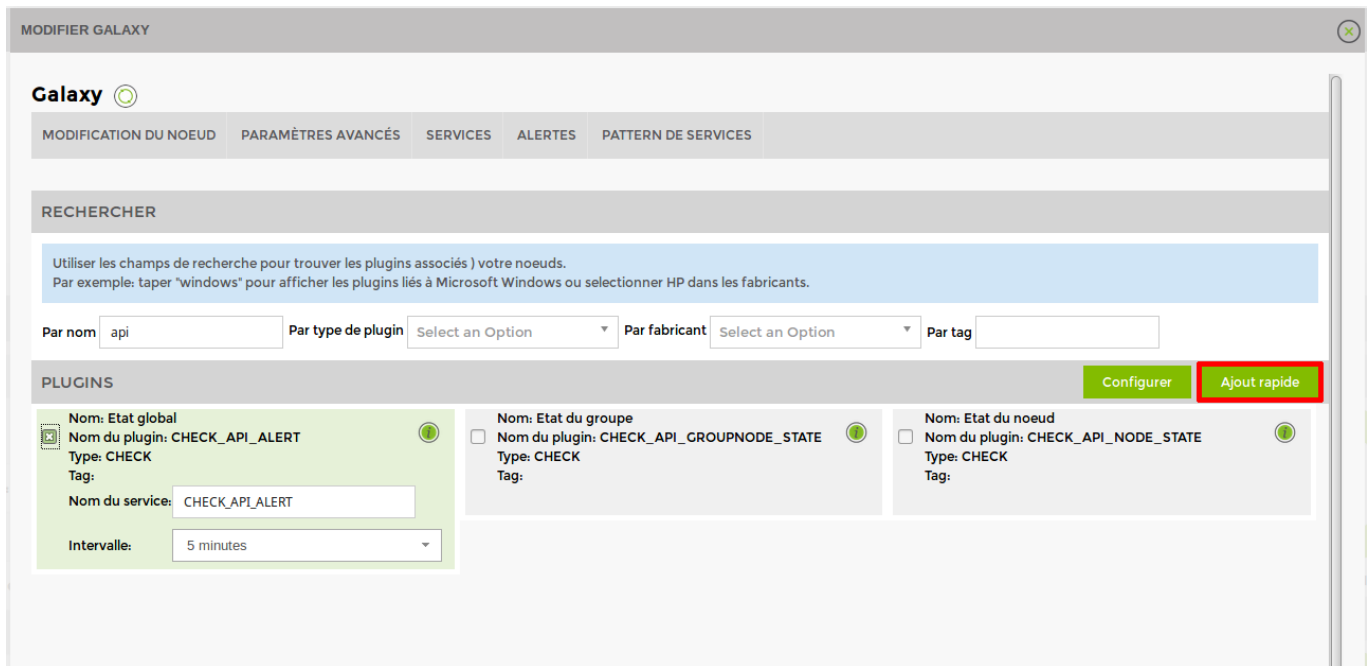 MODIFIER GALAXY
Galaxy
MODIFICATION DU NOEUD PARAMÈTRES AVANCÉS SERVICES ALERTES PATTERN DE SERVICES
RECHERCHER
Utiliser les champs de recherche pour trouver les plugins associés ) votre noeuds.
Par exemple: taper "windows" pour afficher les plugins liés à Microsoft Windows ou selectionner HP dans les fabricants.
Par nom api Par type de plugin Select an Option Par fabricant Select an Option Par tag
PLUGINS Configurer Ajout rapide
Nom: Etat global
Nom du plugin: CHECK_API_ALERT
Type: CHECK
Tag:
Nom du service: CHECK_API_ALERT
Intervalle: 5 minutes
Nom: Etat du groupe
Nom du plugin: CHECK_API_GROUPNODE_STATE
Type: CHECK
Tag:
Nom: Etat du noeud
Nom du plugin: CHECK_API_NODE_STATE
Type: CHECK
Tag: